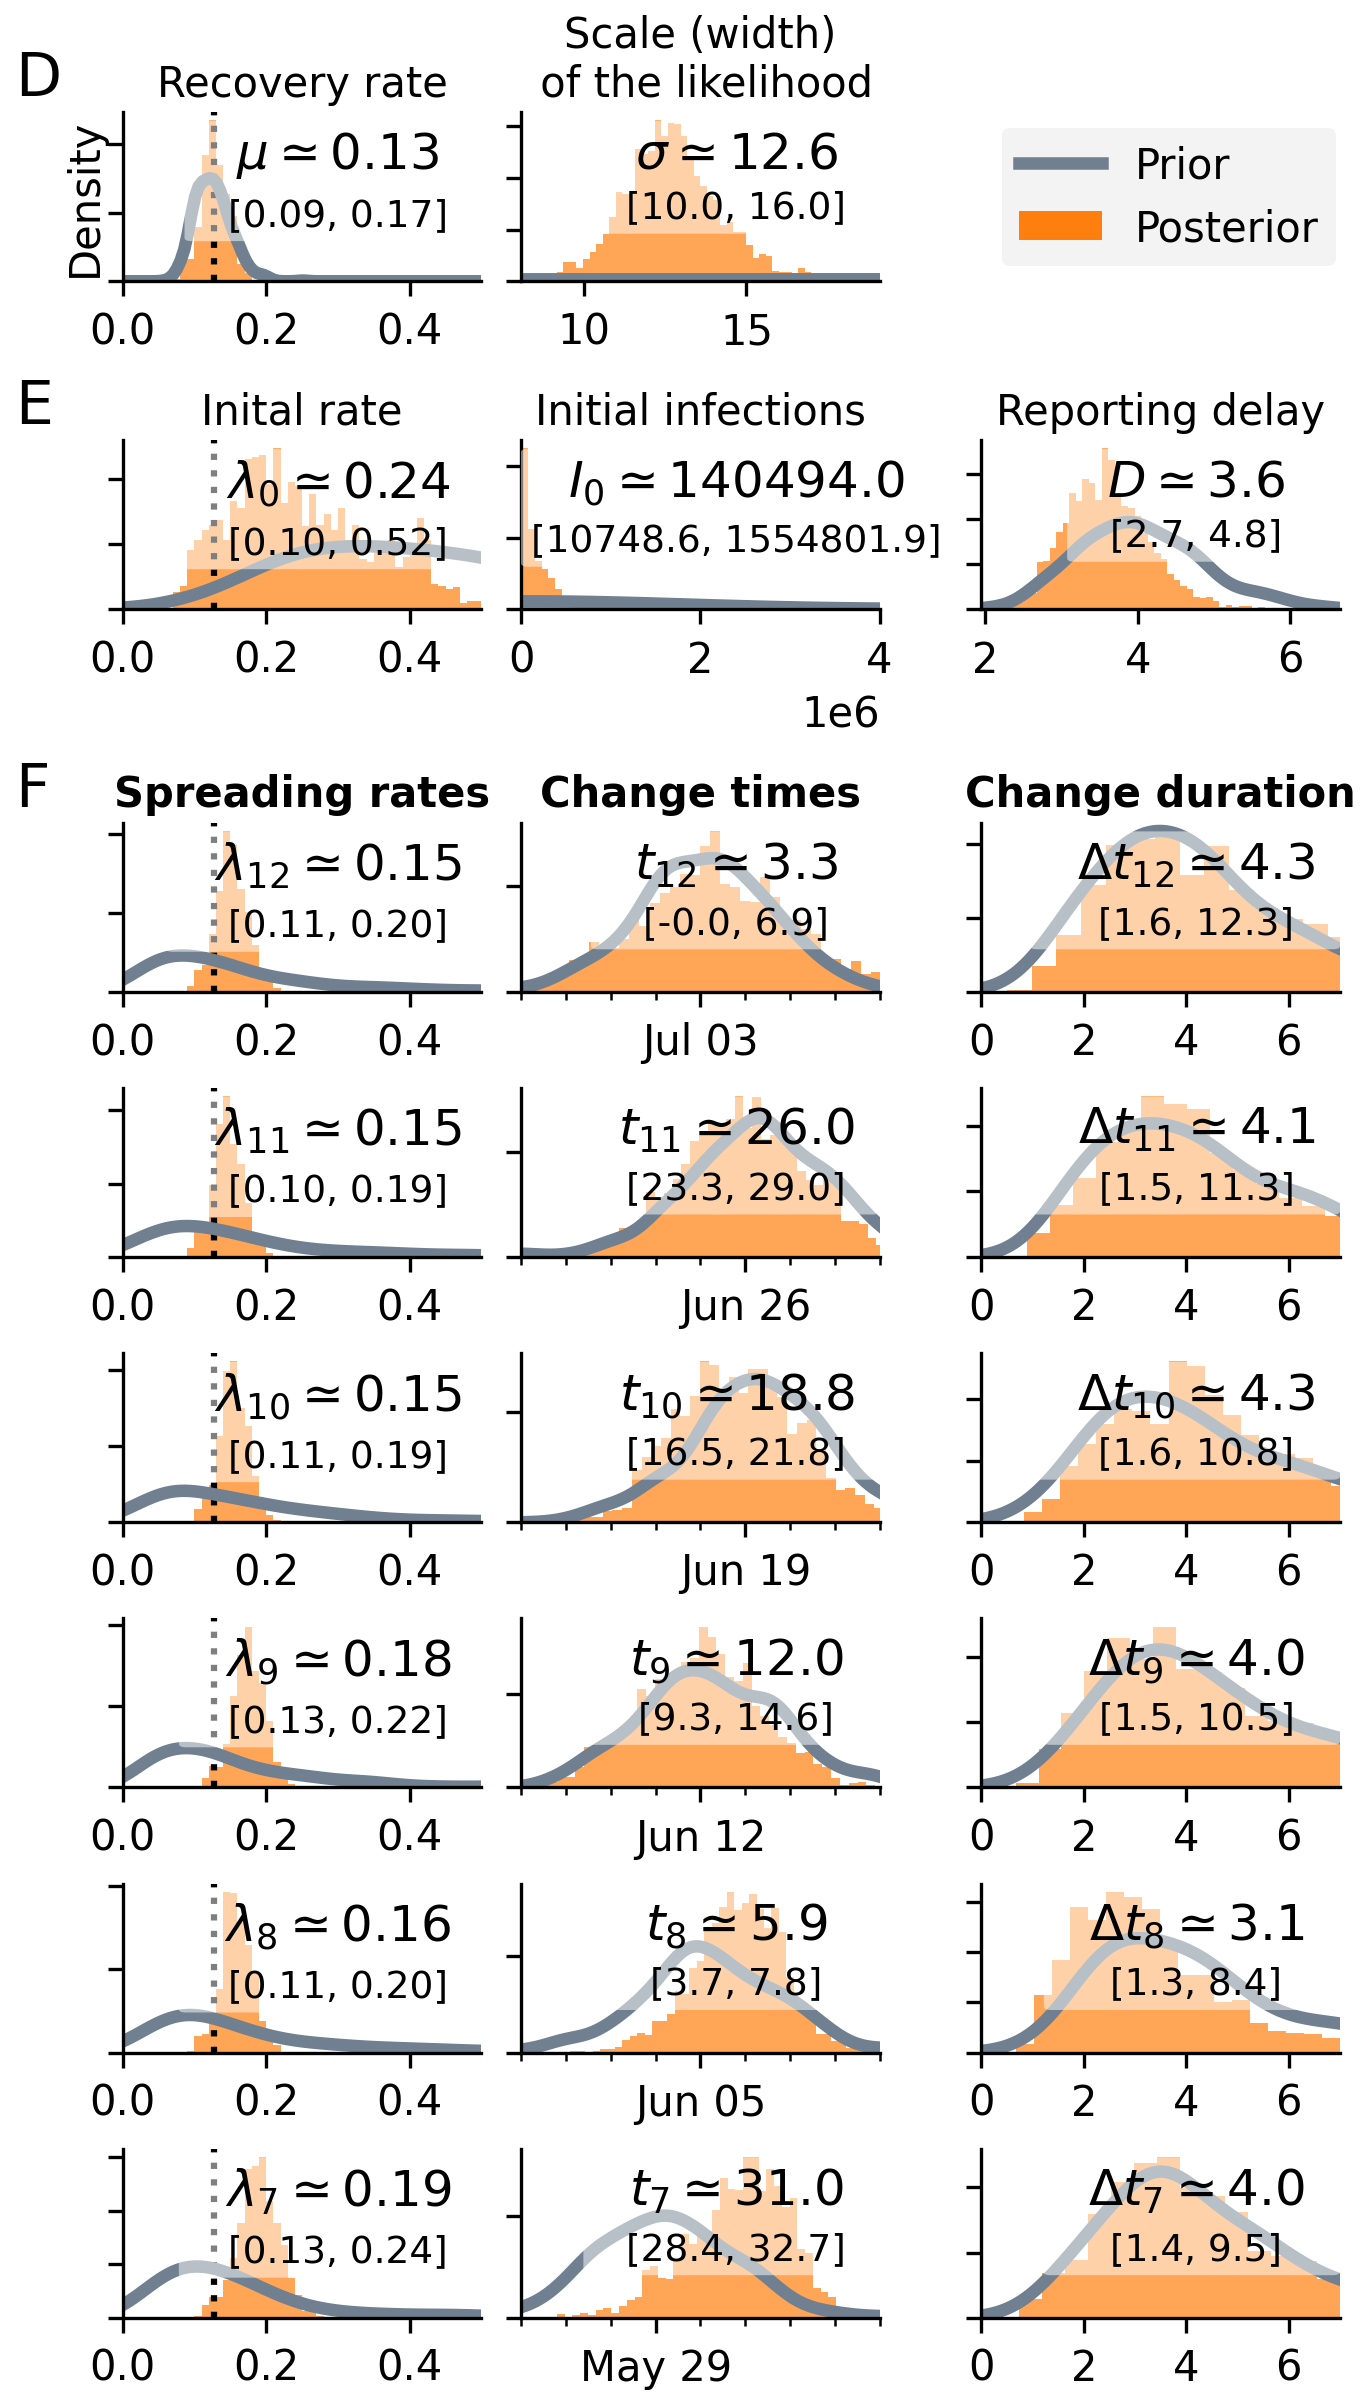 D
Recovery rate
Scale (width)
of the likelihood
Density
μ ≃ 0.13
[0.09, 0.17]
σ ≃ 12.6
[10.0, 16.0]
Prior
Posterior
0.0 0.2 0.4
10 15
E
Inital rate
Initial infections
Reporting delay
λ₀ ≃ 0.24
[0.10, 0.52]
I₀ ≃ 140494.0
[10748.6, 1554801.9]
D ≃ 3.6
[2.7, 4.8]
0.0 0.2 0.4
0 2 4
1e6
2 4 6
F
Spreading rates
Change times
Change duration
λ₁₂ ≃ 0.15
[0.11, 0.20]
t₁₂ ≃ 3.3
[-0.0, 6.9]
Δt₁₂ ≃ 4.3
[1.6, 12.3]
0.0 0.2 0.4
Jul 03
0 2 4 6
λ₁₁ ≃ 0.15
[0.10, 0.19]
t₁₁ ≃ 26.0
[23.3, 29.0]
Δt₁₁ ≃ 4.1
[1.5, 11.3]
0.0 0.2 0.4
Jun 26
0 2 4 6
λ₁₀ ≃ 0.15
[0.11, 0.19]
t₁₀ ≃ 18.8
[16.5, 21.8]
Δt₁₀ ≃ 4.3
[1.6, 10.8]
0.0 0.2 0.4
Jun 19
0 2 4 6
λ₉ ≃ 0.18
[0.13, 0.22]
t₉ ≃ 12.0
[9.3, 14.6]
Δt₉ ≃ 4.0
[1.5, 10.5]
0.0 0.2 0.4
Jun 12
0 2 4 6
λ₈ ≃ 0.16
[0.11, 0.20]
t₈ ≃ 5.9
[3.7, 7.8]
Δt₈ ≃ 3.1
[1.3, 8.4]
0.0 0.2 0.4
Jun 05
0 2 4 6
λ₇ ≃ 0.19
[0.13, 0.24]
t₇ ≃ 31.0
[28.4, 32.7]
Δt₇ ≃ 4.0
[1.4, 9.5]
0.0 0.2 0.4
May 29
0 2 4 6